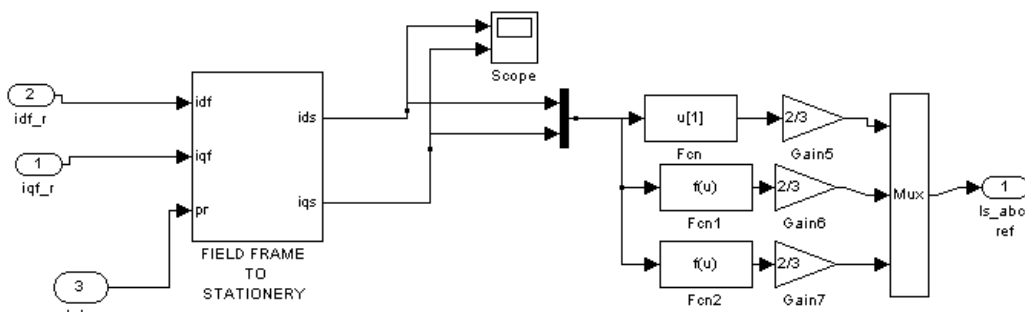 2
idf_r
1
iqf_r
3
idf
iqf
pr
ids
iqs
FIELD FRAME
TO
STATIONERY
Scope
u[1]
Fcn
2/3
Gain5
f(u)
Fcn1
2/3
Gain6
f(u)
Fcn2
2/3
Gain7
Mux
1
Is_abc
ref